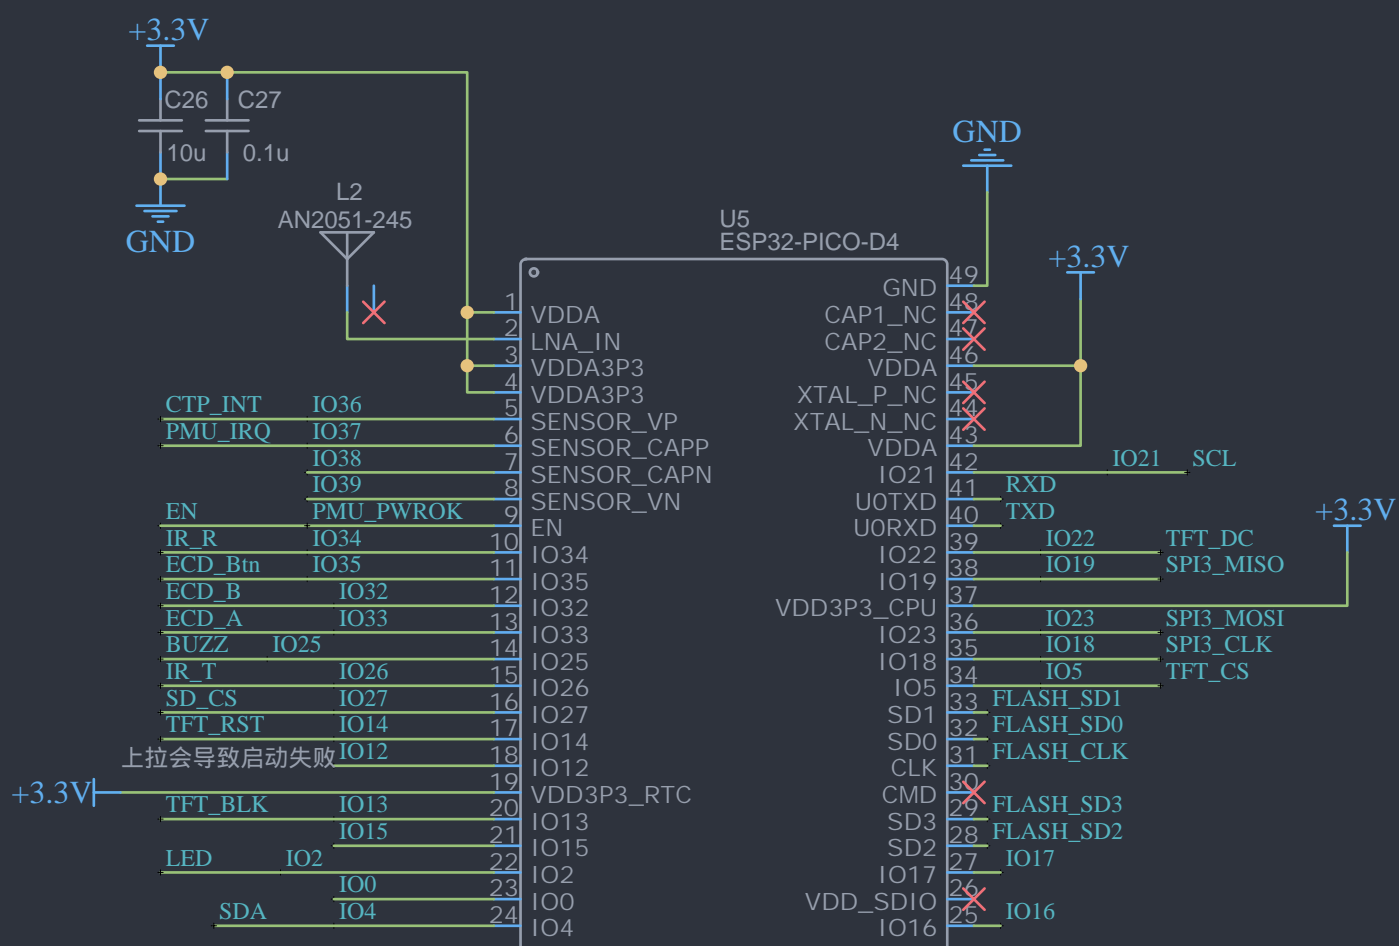 +3.3V
C26 C27
10u 0.1u
GND
L2
AN2051-245
U5
ESP32-PICO-D4
GND
+3.3V
+3.3V
1 VDDA
2 LNA_IN
3 VDDA3P3
4 VDDA3P3
CTP_INT IO36 5 SENSOR_VP
PMU_IRQ IO37 6 SENSOR_CAPP
IO38 7 SENSOR_CAPN
IO39 8 SENSOR_VN
EN PMU_PWROK 9 EN
IR_R IO34 10 IO34
ECD_Btn IO35 11 IO35
ECD_B IO32 12 IO32
ECD_A IO33 13 IO33
BUZZ IO25 14 IO25
IR_T IO26 15 IO26
SD_CS IO27 16 IO27
TFT_RST IO14 17 IO14
上拉会导致启动失败 IO12 18 IO12
+3.3V 19 VDD3P3_RTC
TFT_BLK IO13 20 IO13
IO15 21 IO15
LED IO2 22 IO2
IO0 23 IO0
SDA IO4 24 IO4
GND 49
CAP1_NC 48
CAP2_NC 47
VDDA 46
XTAL_P_NC 45
XTAL_N_NC 44
VDDA 43
IO21 42 IO21 SCL
U0TXD 41 RXD
U0RXD 40 TXD
IO22 39 IO22 TFT_DC
IO19 38 IO19 SPI3_MISO
VDD3P3_CPU 37
IO23 36 IO23 SPI3_MOSI
IO18 35 IO18 SPI3_CLK
IO5 34 IO5 TFT_CS
SD1 33 FLASH_SD1
SD0 32 FLASH_SD0
CLK 31 FLASH_CLK
CMD 30
SD3 29 FLASH_SD3
SD2 28 FLASH_SD2
IO17 27 IO17
VDD_SDIO 26
IO16 25 IO16